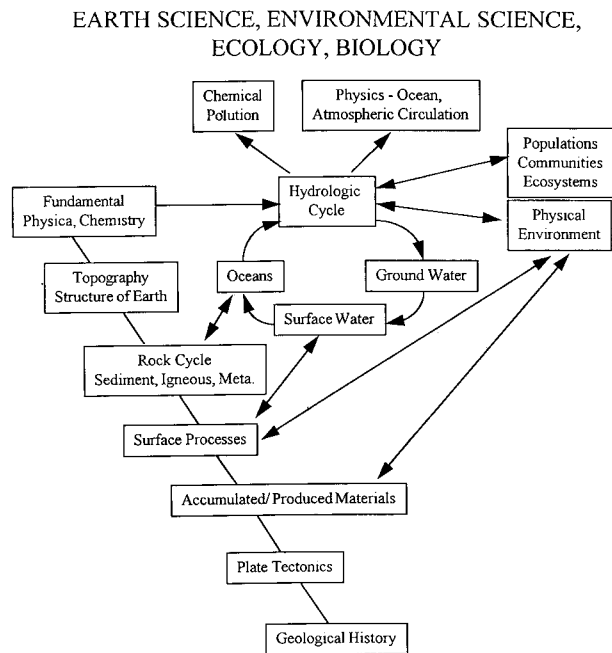 EARTH SCIENCE, ENVIRONMENTAL SCIENCE,
ECOLOGY, BIOLOGY
Chemical
Polution
Physics - Ocean,
Atmospheric Circulation
Populations
Communities
Ecosystems
Fundamental
Physica, Chemistry
Hydrologic
Cycle
Physical
Environment
Topography
Structure of Earth
Oceans
Ground Water
Surface Water
Rock Cycle
Sediment, Igneous, Meta.
Surface Processes
Accumulated/ Produced Materials
Plate Tectonics
Geological History